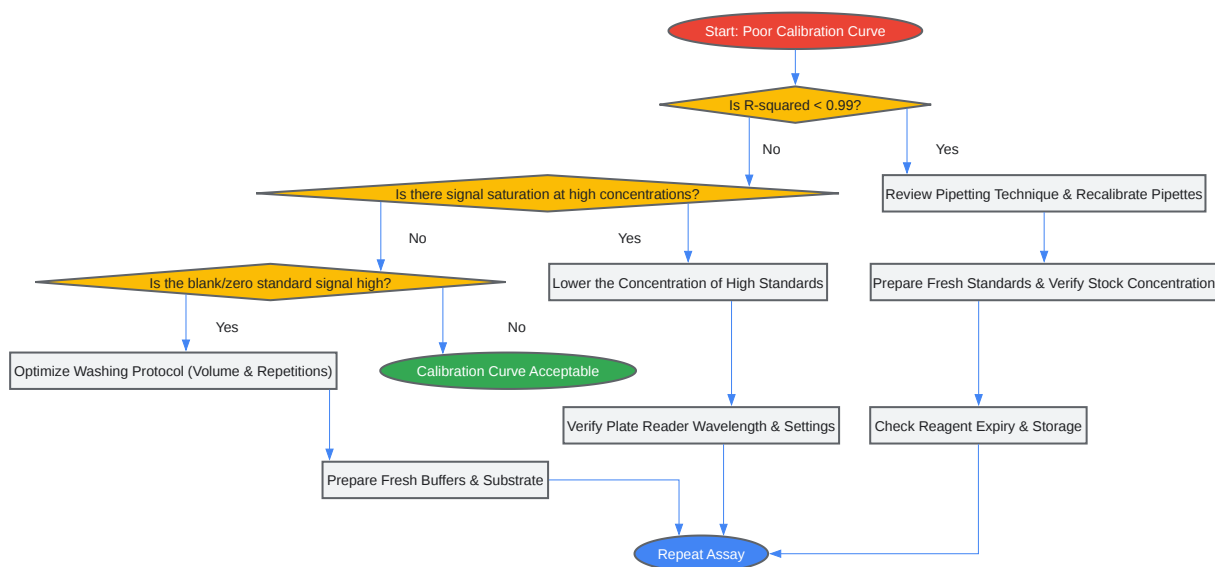 Start: Poor Calibration Curve
Is R-squared < 0.99?
No
Yes
Is there signal saturation at high concentrations?
Review Pipetting Technique & Recalibrate Pipettes
No
Yes
Is the blank/zero standard signal high?
Lower the Concentration of High Standards
Prepare Fresh Standards & Verify Stock Concentration
Yes
No
Optimize Washing Protocol (Volume & Repetitions)
Calibration Curve Acceptable
Verify Plate Reader Wavelength & Settings
Check Reagent Expiry & Storage
Prepare Fresh Buffers & Substrate
Repeat Assay